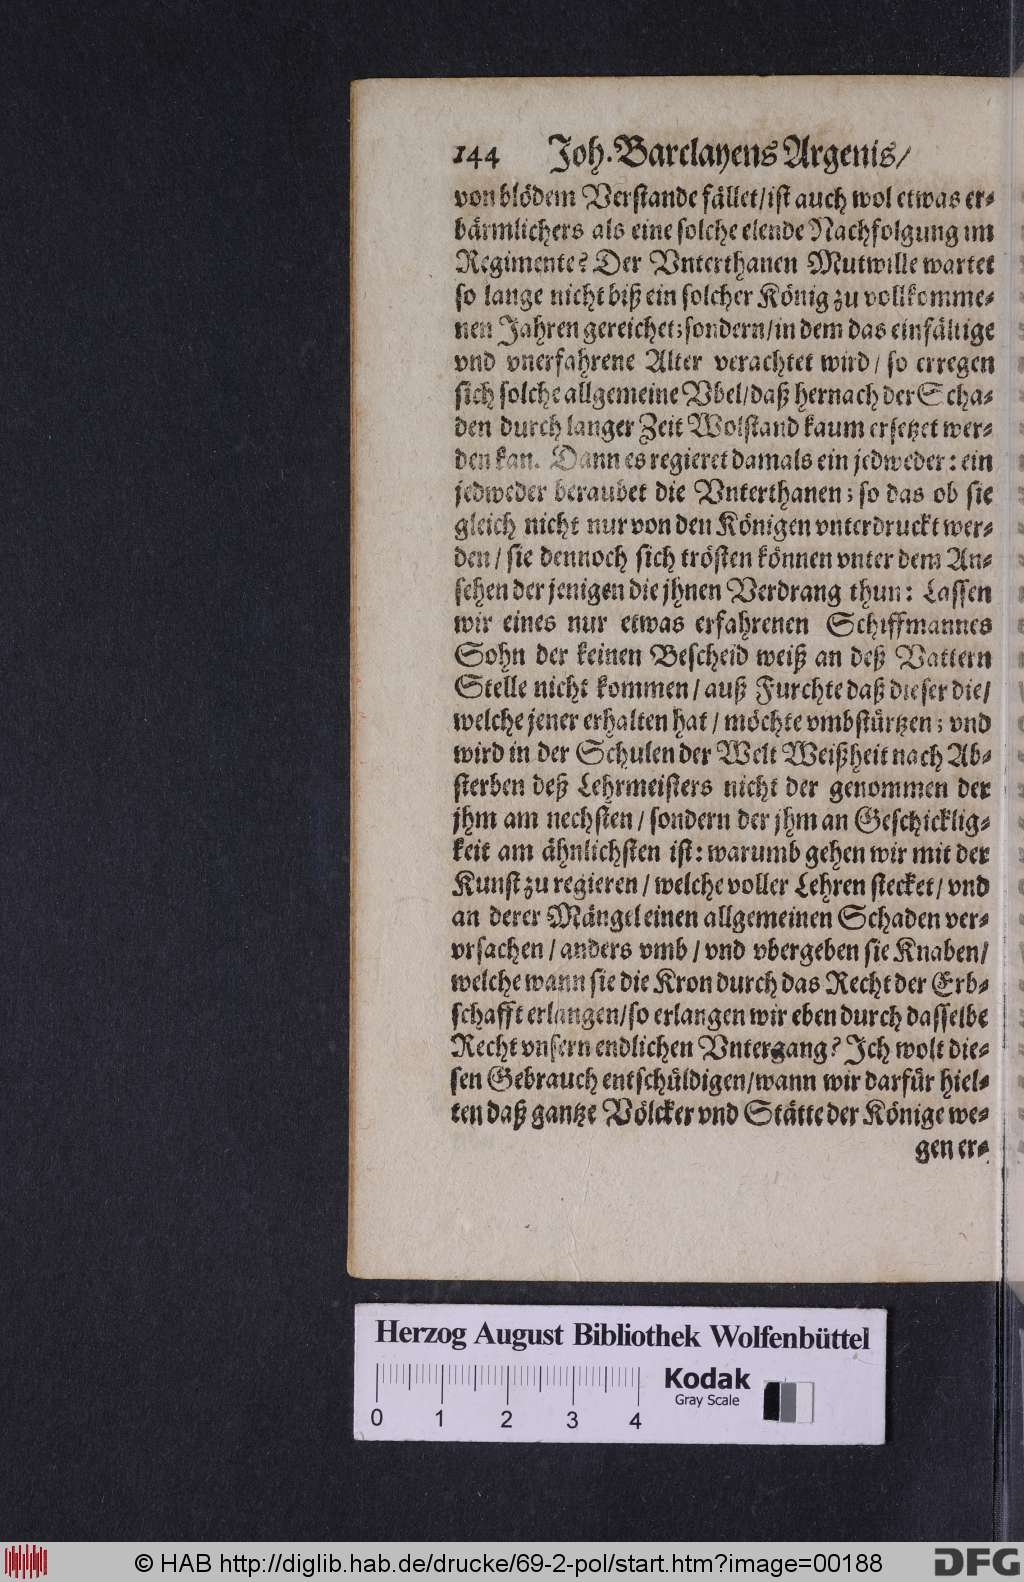 144 Joh. Barclayens Argenis/
von blödem Verstande fället/ist auch wol etwas er-
bärmlichers als eine solche elende Nachfolgung im
Regimente? Der Vnterthanen Mutwille wartet
so lange nicht biß ein solcher König zu vollkomme-
nen Jahren gereichet; sondern/in dem das einfältige
vnd vnerfahrene Alter verachtet wird/ so erregen
sich solche allgemeine Vbel/daß hernach der Scha-
den durch langer Zeit Wolstand kaum ersetzet wer-
den kan. Dann es regieret damals ein jedweder: ein
jedweder beraubet die Vnterthanen; so das ob sie
gleich nicht nur von den Königen vnterdruckt wer-
den/ sie dennoch sich trösten können vnter dem An-
sehen der jenigen die jhnen Verdrang thun: Lassen
wir eines nur etwas erfahrenen Schiffmannes
Sohn der keinen Bescheid weiß an deß Vattern
Stelle nicht kommen/ auß Furchte daß dieser die/
welche jener erhalten hat/ möchte vmbstürtzen; vnd
wird in der Schulen der Welt Weißheit nach Ab-
sterben deß Lehrmeisters nicht der genommen der
jhm am nechsten/ sondern der jhm an Geschicklig-
keit am ähnlichsten ist: warumb gehen wir mit der
Kunst zu regieren/ welche voller Lehren stecket/ vnd
an derer Mängel einen allgemeinen Schaden ver-
vrsachen/ anders vmb/ vnd vbergeben sie Knaben/
welche wann sie die Kron durch das Recht der Erb-
schafft erlangen/so erlangen wir eben durch dasselbe
Recht vnsern endlichen Vntergang? Ich wolt die-
sen Gebrauch entschüldigen/wann wir darfür hiel-
ten daß gantze Völcker vnd Stätte der Könige we-
gen er-
Herzog August Bibliothek Wolfenbüttel
Kodak
Gray Scale
0 1 2 3 4
© HAB http://diglib.hab.de/drucke/69-2-pol/start.htm?image=00188
DFG